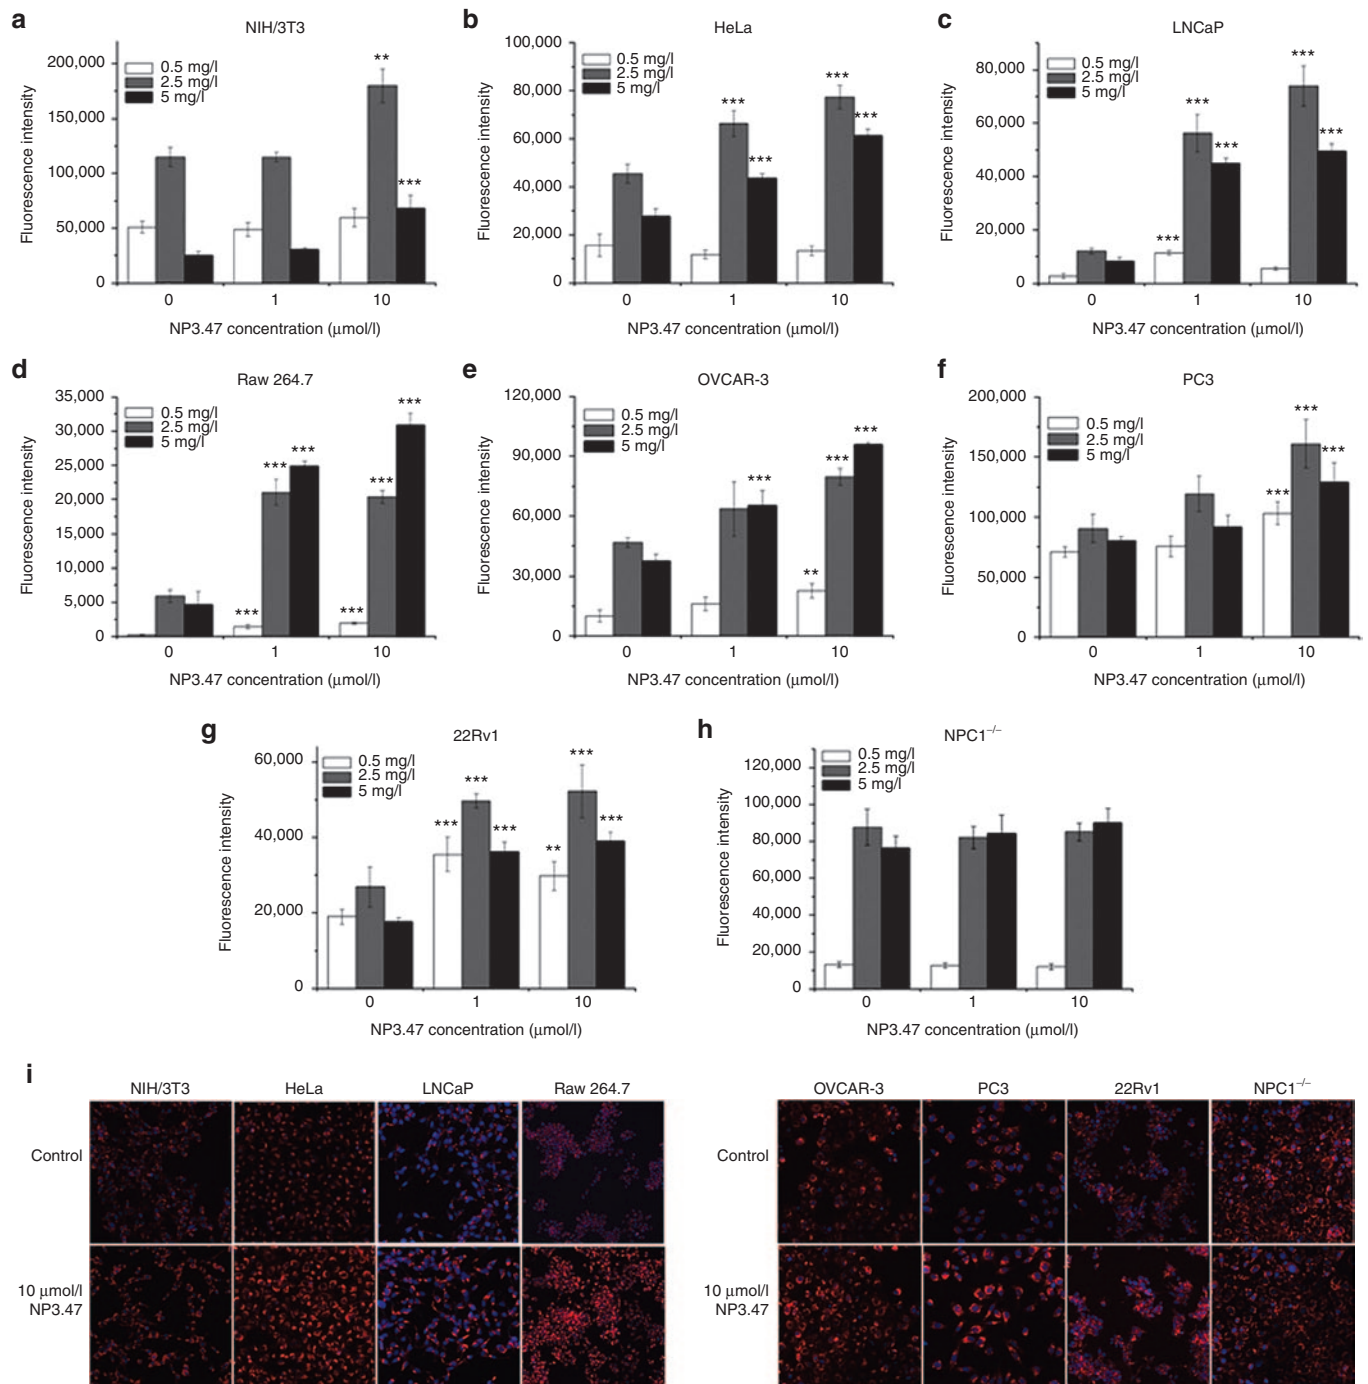 a
NIH/3T3
Fluorescence intensity
200,000
150,000
100,000
50,000
0
0.5 mg/l
2.5 mg/l
5 mg/l
**
***
0 1 10
NP3.47 concentration (μmol/l)
b
HeLa
Fluorescence intensity
100,000
80,000
60,000
40,000
20,000
0
0.5 mg/l
2.5 mg/l
5 mg/l
*** ***
*** ***
0 1 10
NP3.47 concentration (μmol/l)
c
LNCaP
Fluorescence intensity
80,000
60,000
40,000
20,000
0
0.5 mg/l
2.5 mg/l
5 mg/l
*** *** *** *** ***
0 1 10
NP3.47 concentration (μmol/l)
d
Raw 264.7
Fluorescence intensity
35,000
30,000
25,000
20,000
15,000
10,000
5,000
0
0.5 mg/l
2.5 mg/l
5 mg/l
*** *** *** *** *** ***
0 1 10
NP3.47 concentration (μmol/l)
e
OVCAR-3
Fluorescence intensity
120,000
90,000
60,000
30,000
0
0.5 mg/l
2.5 mg/l
5 mg/l
*** ** *** ***
0 1 10
NP3.47 concentration (μmol/l)
f
PC3
Fluorescence intensity
200,000
150,000
100,000
50,000
0
0.5 mg/l
2.5 mg/l
5 mg/l
*** *** ***
0 1 10
NP3.47 concentration (μmol/l)
g
22Rv1
Fluorescence intensity
60,000
40,000
20,000
0
0.5 mg/l
2.5 mg/l
5 mg/l
*** *** *** ** *** ***
0 1 10
NP3.47 concentration (μmol/l)
h
NPC1⁻/⁻
Fluorescence intensity
120,000
100,000
80,000
60,000
40,000
20,000
0
0.5 mg/l
2.5 mg/l
5 mg/l
0 1 10
NP3.47 concentration (μmol/l)
i
NIH/3T3 HeLa LNCaP Raw 264.7
Control
10 μmol/l
NP3.47
OVCAR-3 PC3 22Rv1 NPC1⁻/⁻
Control
10 μmol/l
NP3.47